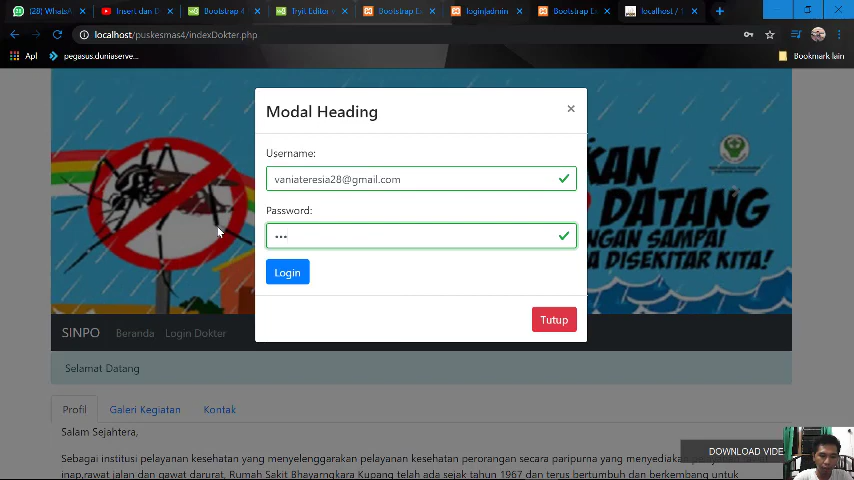 (28) WhatsA
Insert dan D
Bootstrap 4
Tryit Editor v
Bootstrap Ex
loginjadmin
Bootstrap Ex
localhost / 1
localhost/puskesmas4/indexDokter.php
Apl
pegasus.duniaserve...
Bookmark lain
Modal Heading
×
Username:
vaniateresia28@gmail.com
Password:
•••
Login
Tutup
KAN
DATANG
NGAN SAMPAI
A DISEKITAR KITA!
SINPO
Beranda
Login Dokter
Selamat Datang
Profil
Galeri Kegiatan
Kontak
Salam Sejahtera,
Sebagai institusi pelayanan kesehatan yang menyelenggarakan pelayanan kesehatan perorangan secara paripurna yang menyediakan
inap,rawat jalan dan gawat darurat, Rumah Sakit Bhayangkara Kupang telah ada sejak tahun 1967 dan terus bertumbuh dan berkembang untuk
DOWNLOAD VIDE